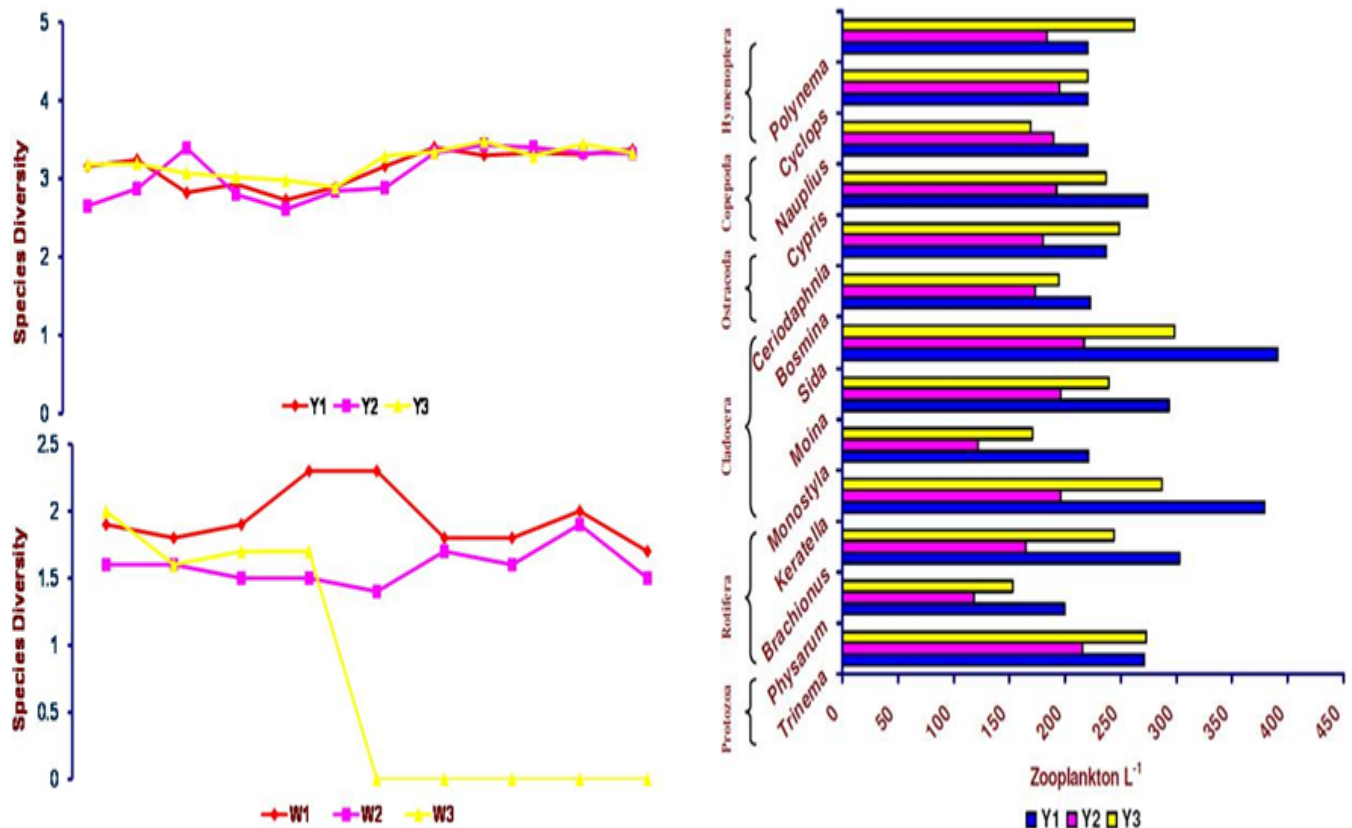 5
4
3
2
1
0
Species Diversity
Y1 Y2 Y3
2.5
2
1.5
1
0.5
0
Species Diversity
W1 W2 W3
Hymenoptera
Copepoda
Ostracoda
Cladocera
Rotifera
Protozoa
Polynema
Cyclops
Nauplius
Cypris
Ceriodaphnia
Bosmina
Sida
Moina
Monostyla
Keratella
Brachionus
Physarum
Trinema
0 50 100 150 200 250 300 350 400 450
Zooplankton L⁻¹
Y1 Y2 Y3